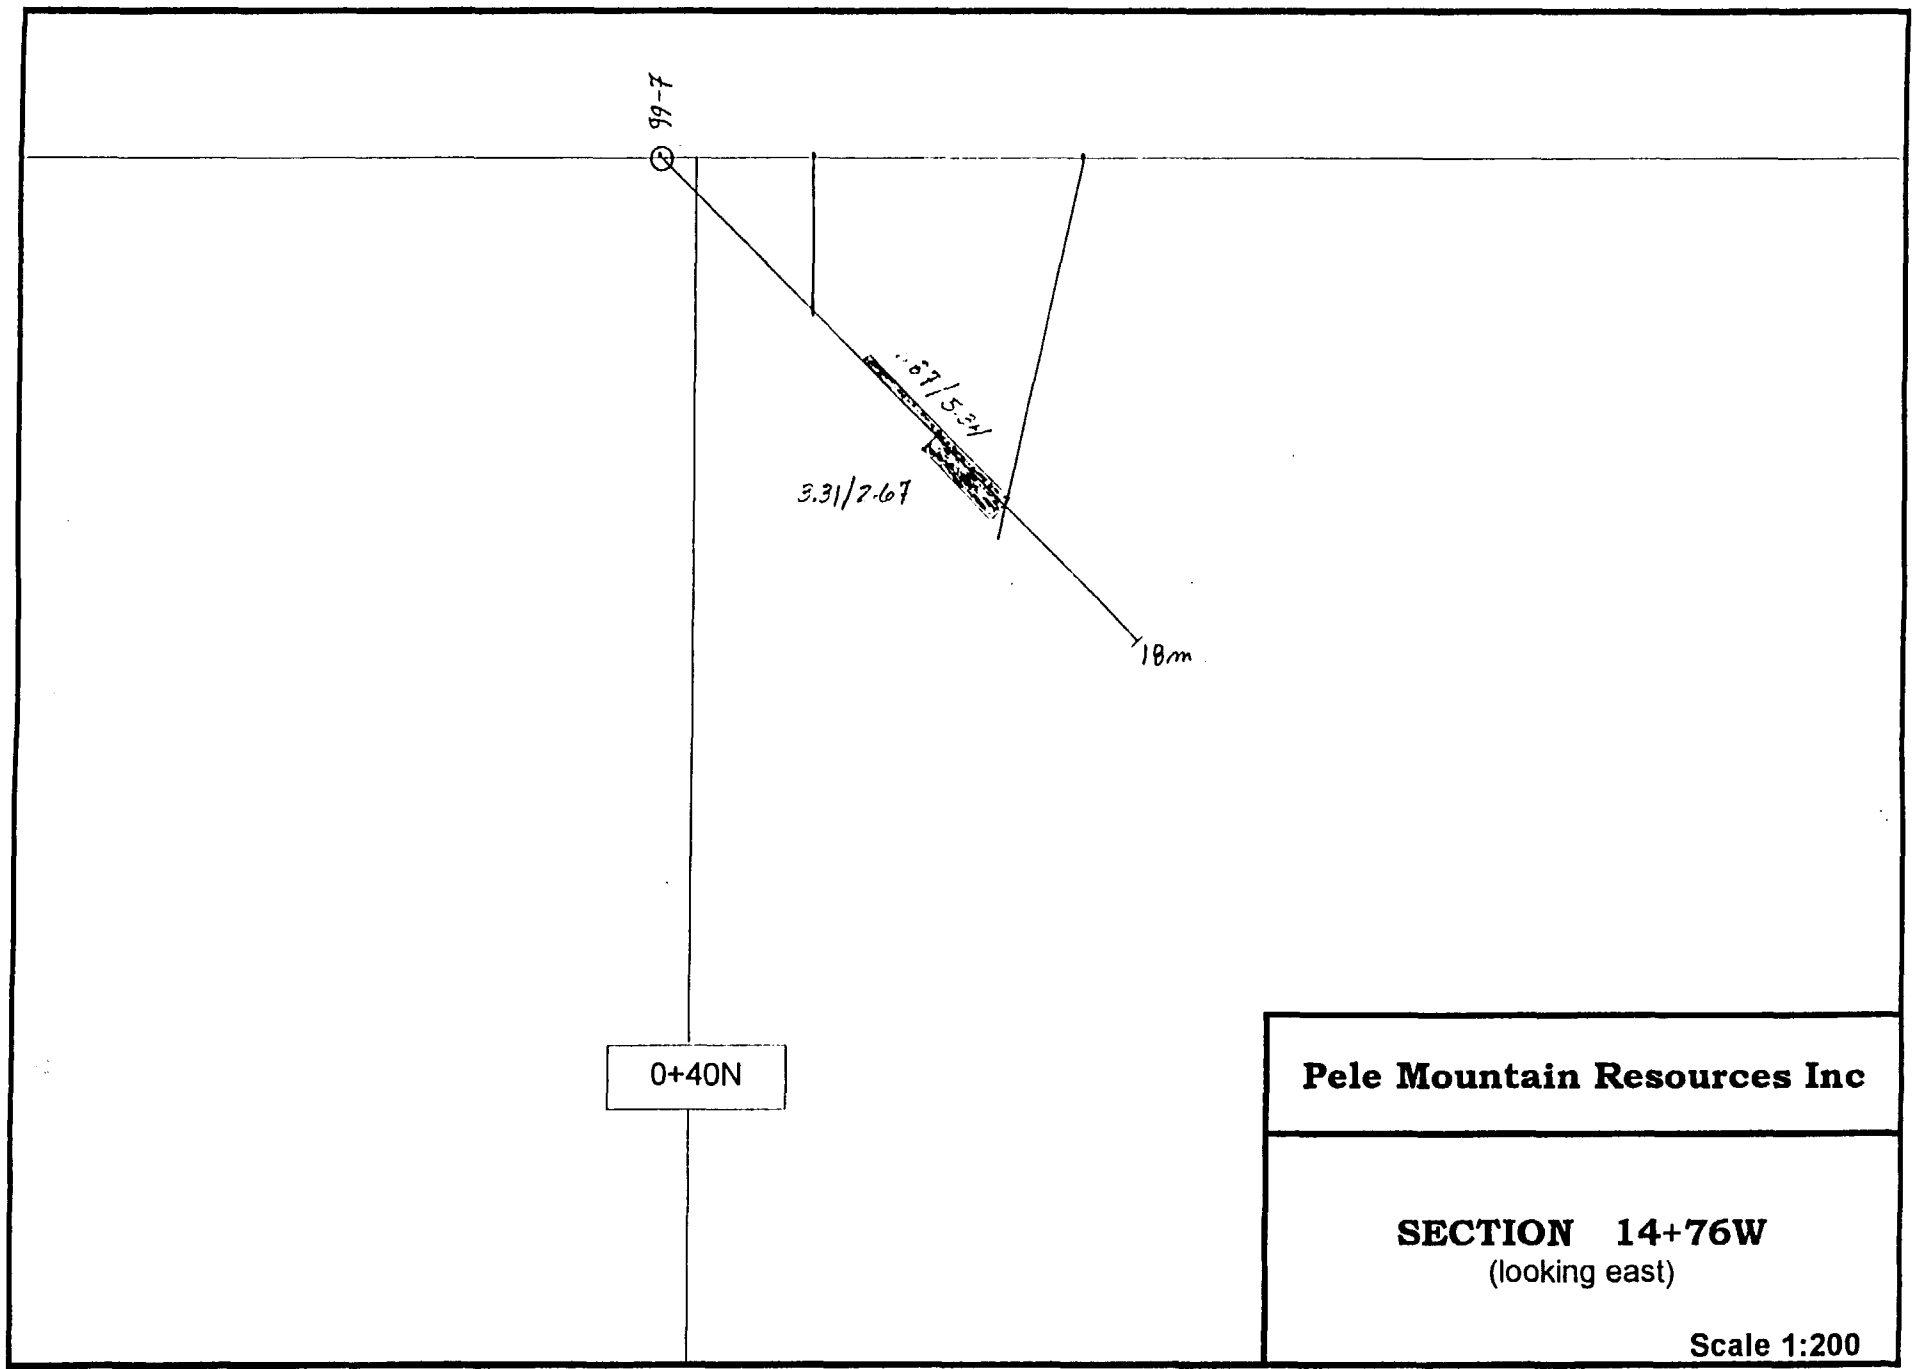 99-7
3.31/2.67
18m
0+40N
Pele Mountain Resources Inc
SECTION 14+76W
(looking east)
Scale 1:200